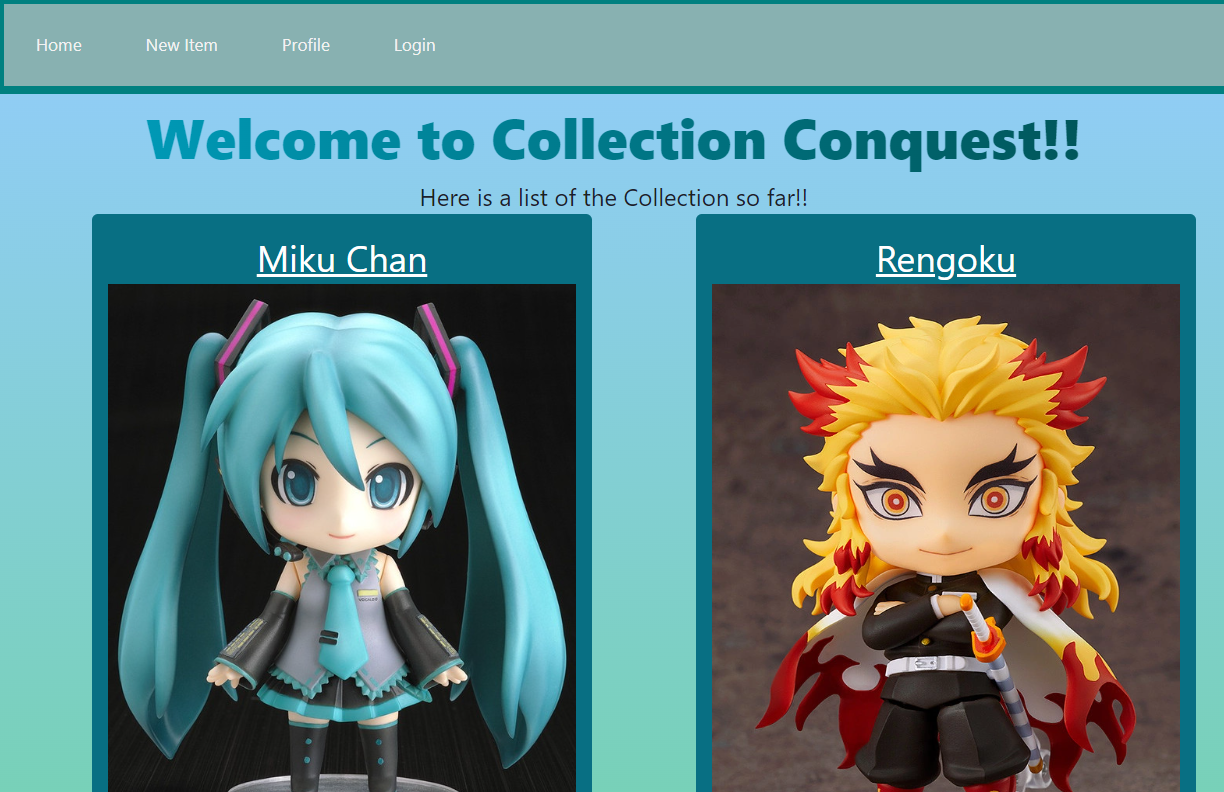 Home New Item Profile Login
Welcome to Collection Conquest!!
Here is a list of the Collection so far!!
Miku Chan
Rengoku